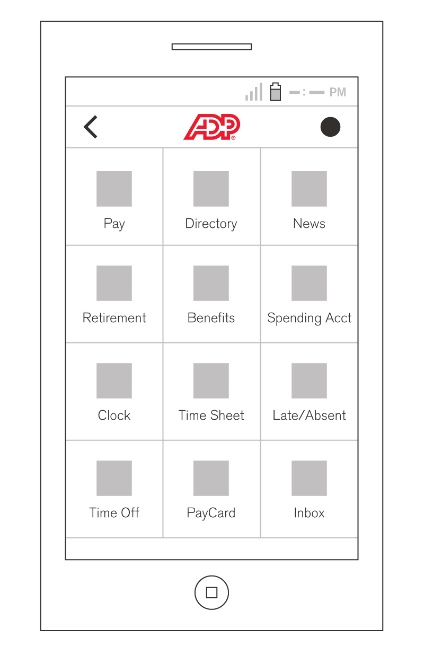 PM
ADP
Pay Directory News
Retirement Benefits Spending Acct
Clock Time Sheet Late/Absent
Time Off PayCard Inbox